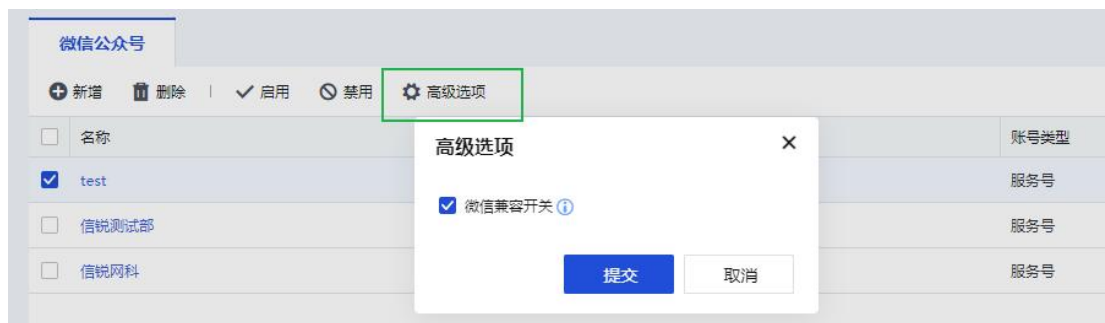 微信公众号
新增 删除 启用 禁用 高级选项
名称 账号类型
高级选项
test 服务号
微信兼容开关
信锐测试部 服务号
信锐网科 服务号
提交 取消